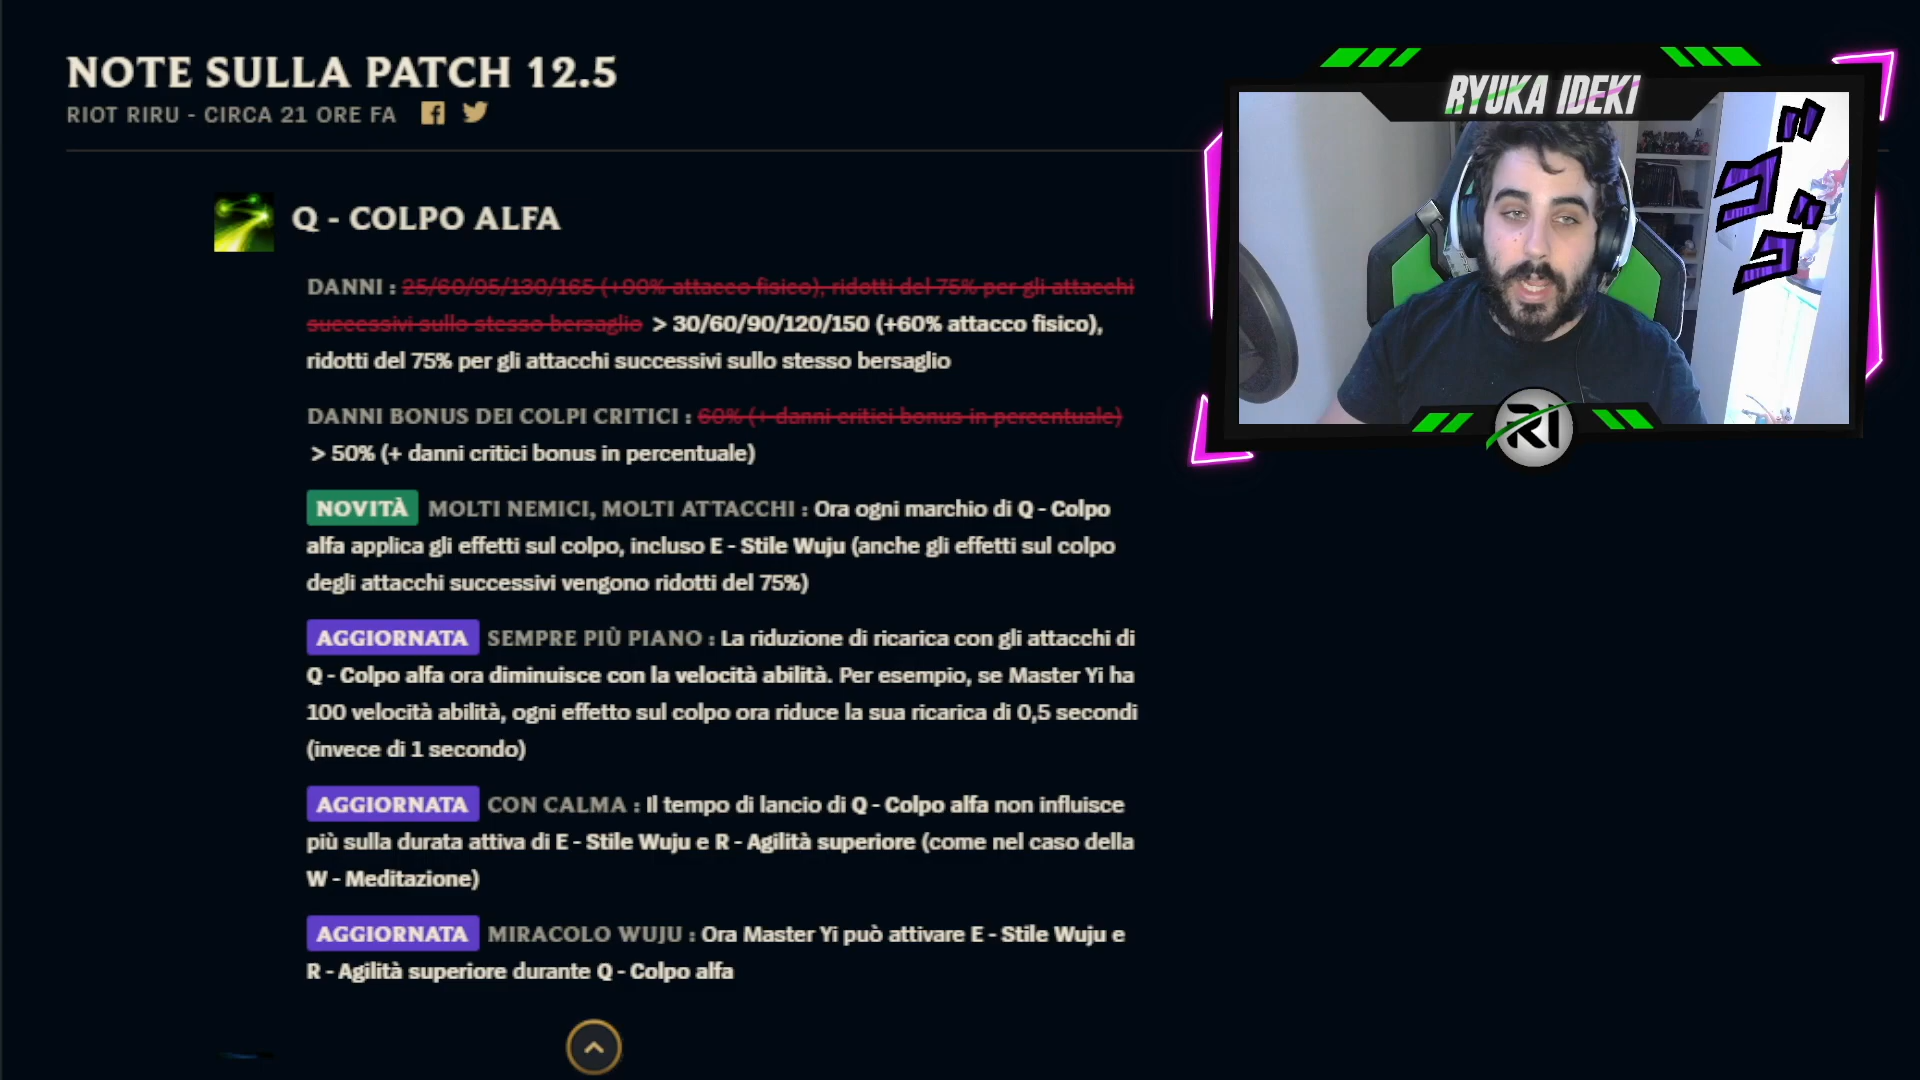 NOTE SULLA PATCH 12.5
RIOT RIRU - CIRCA 21 ORE FA
RYUKA IDEKI
Q - COLPO ALFA
DANNI : 25/60/95/130/165 (+90% attacco fisico), ridotti del 75% per gli attacchi
successivi sullo stesso bersaglio > 30/60/90/120/150 (+60% attacco fisico),
ridotti del 75% per gli attacchi successivi sullo stesso bersaglio
DANNI BONUS DEI COLPI CRITICI : 60% (+ danni critici bonus in percentuale)
> 50% (+ danni critici bonus in percentuale)
NOVITÀ MOLTI NEMICI, MOLTI ATTACCHI : Ora ogni marchio di Q - Colpo
alfa applica gli effetti sul colpo, incluso E - Stile Wuju (anche gli effetti sul colpo
degli attacchi successivi vengono ridotti del 75%)
AGGIORNATA SEMPRE PIÙ PIANO : La riduzione di ricarica con gli attacchi di
Q - Colpo alfa ora diminuisce con la velocità abilità. Per esempio, se Master Yi ha
100 velocità abilità, ogni effetto sul colpo ora riduce la sua ricarica di 0,5 secondi
(invece di 1 secondo)
AGGIORNATA CON CALMA : Il tempo di lancio di Q - Colpo alfa non influisce
più sulla durata attiva di E - Stile Wuju e R - Agilità superiore (come nel caso della
W - Meditazione)
AGGIORNATA MIRACOLO WUJU : Ora Master Yi può attivare E - Stile Wuju e
R - Agilità superiore durante Q - Colpo alfa
RI
ゴゴ